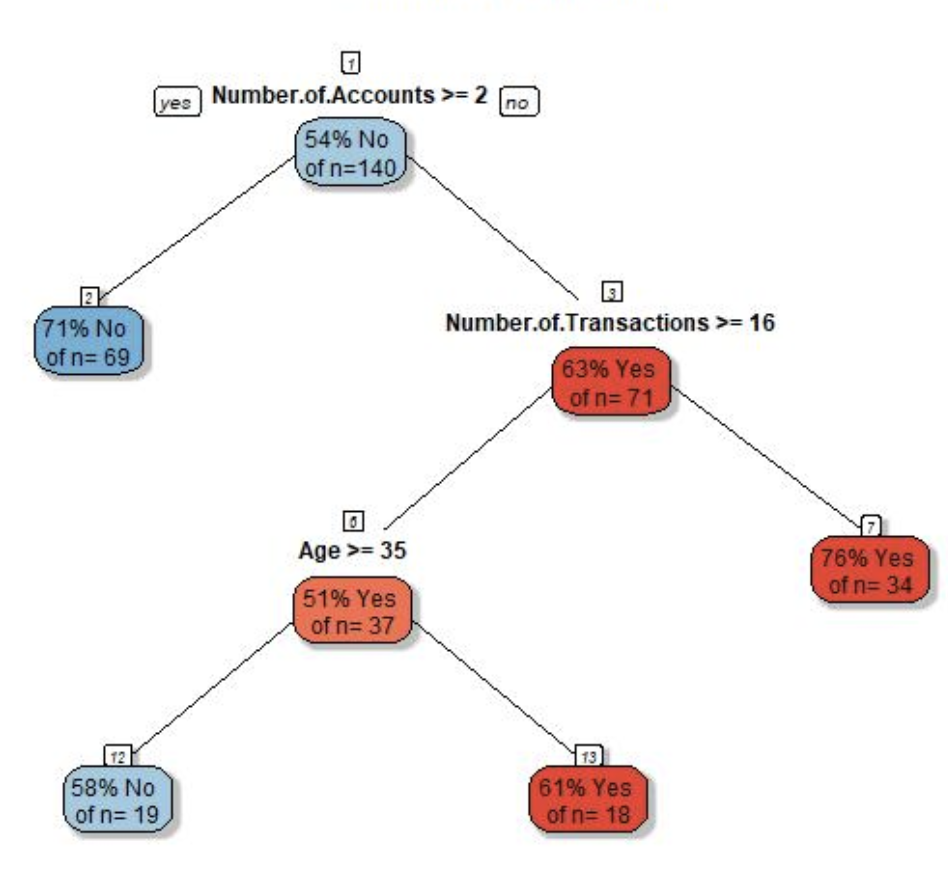 1
yes Number.of.Accounts >= 2 no
54% No
of n=140
2
71% No
of n= 69
3
Number.of.Transactions >= 16
63% Yes
of n= 71
6
Age >= 35
51% Yes
of n= 37
7
76% Yes
of n= 34
12
58% No
of n= 19
13
61% Yes
of n= 18